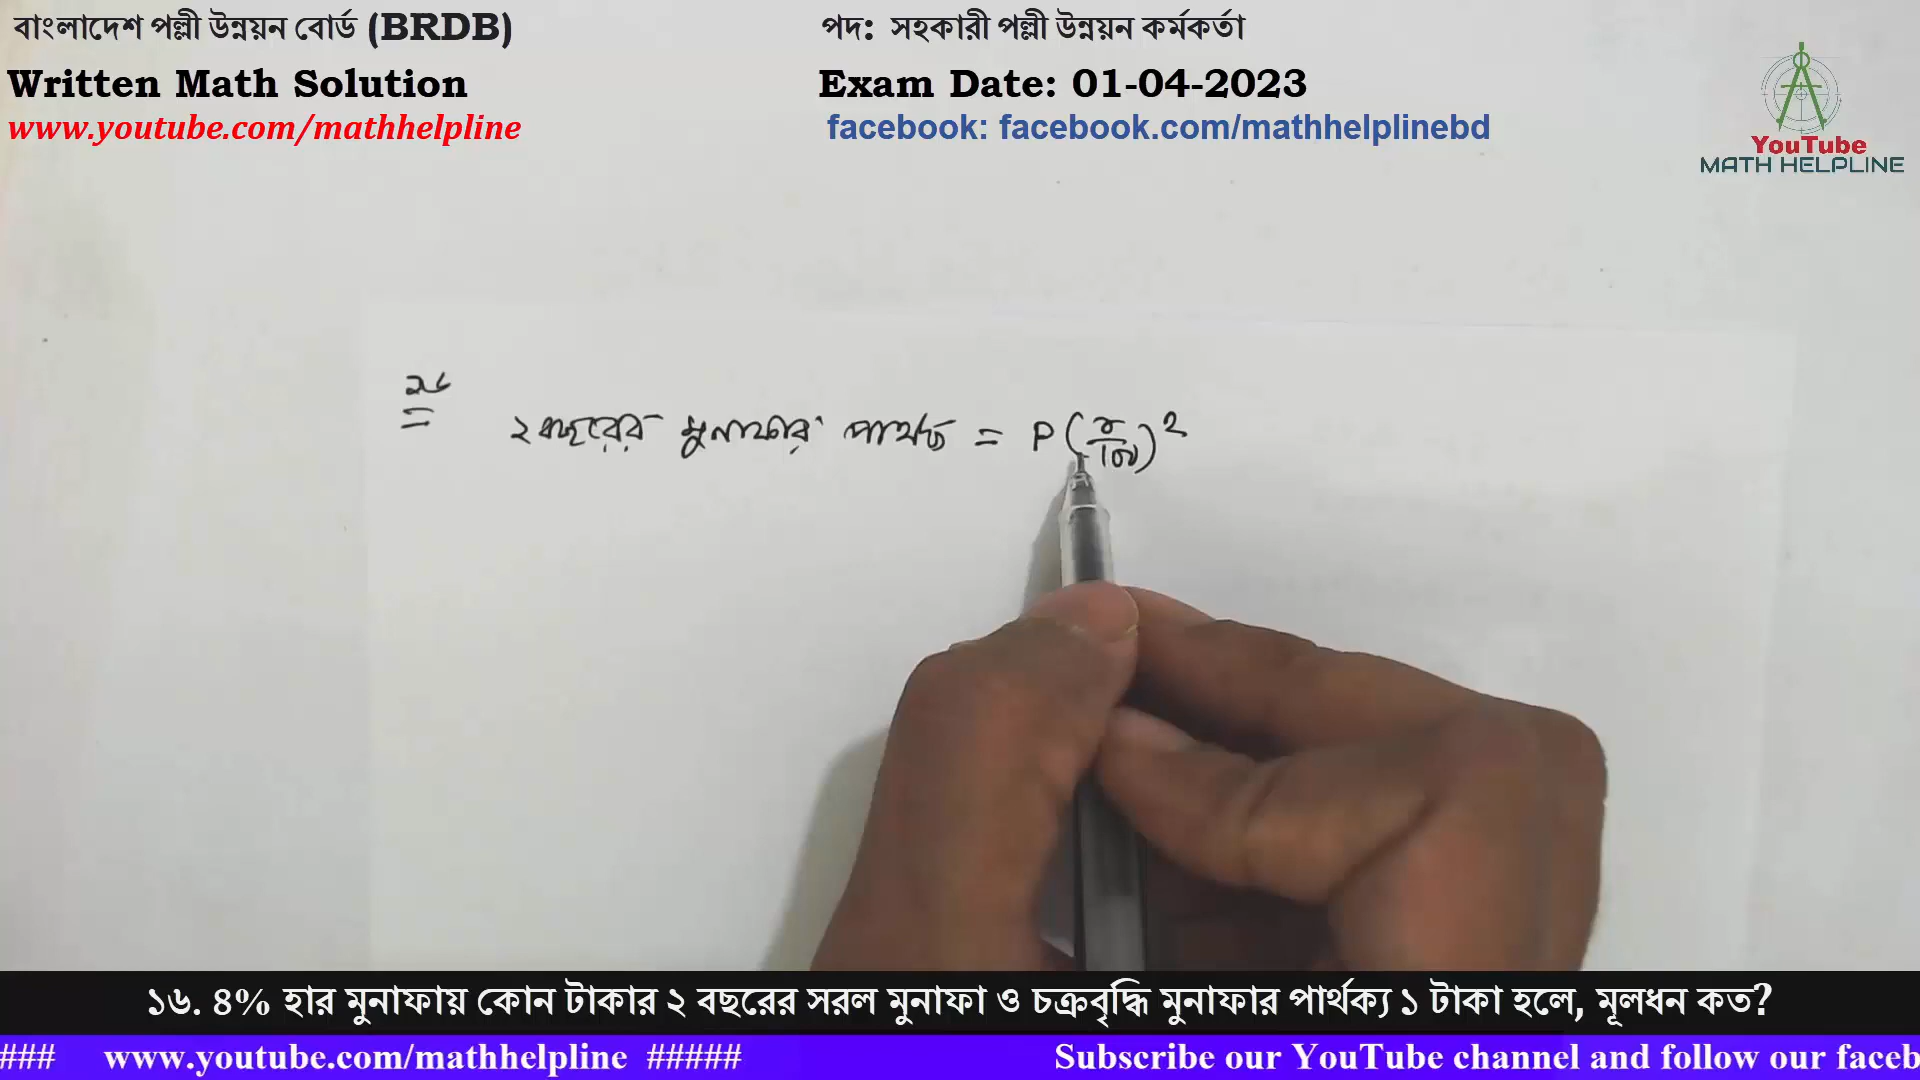 বাংলাদেশ পল্লী উন্নয়ন বোর্ড (BRDB)
পদ: সহকারী পল্লী উন্নয়ন কর্মকর্তা
Written Math Solution
Exam Date: 01-04-2023
www.youtube.com/mathhelpline
facebook: facebook.com/mathhelplinebd
YouTube
MATH HELPLINE
১৬
২ বছরের মুনাফার পার্থক্য = P(r/100)²
১৬. ৪% হার মুনাফায় কোন টাকার ২ বছরের সরল মুনাফা ও চক্রবৃদ্ধি মুনাফার পার্থক্য ১ টাকা হলে, মূলধন কত?
### www.youtube.com/mathhelpline ##### Subscribe our YouTube channel and follow our faceb